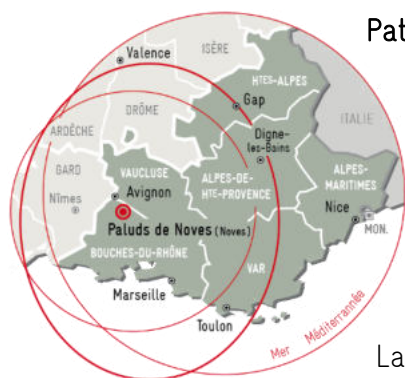 Pat
ISÈRE
Valence
HTES-ALPES
Gap
DRÔME
ITALIE
ARDÈCHE
Digne-
les-Bains
GARD
VAUCLUSE
ALPES-DE-
HTE-PROVENCE
ALPES-
MARITIMES
Nîmes
Avignon
Nice
MON.
Paluds de Noves (Noves)
BOUCHES-DU-RHÔNE
VAR
Marseille
Toulon
Mer Méditerrannée
La